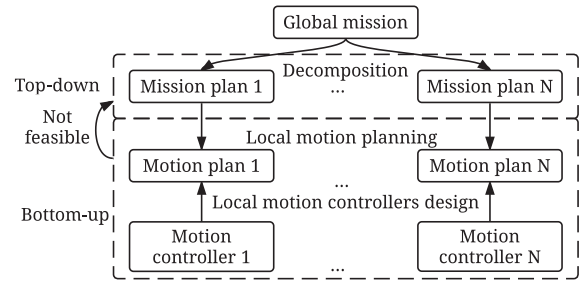 Global mission
Decomposition
Top-down
Mission plan 1
...
Mission plan N
Not
feasible
Local motion planning
Motion plan 1
...
Motion plan N
Local motion controllers design
Bottom-up
Motion
controller 1
...
Motion
controller N